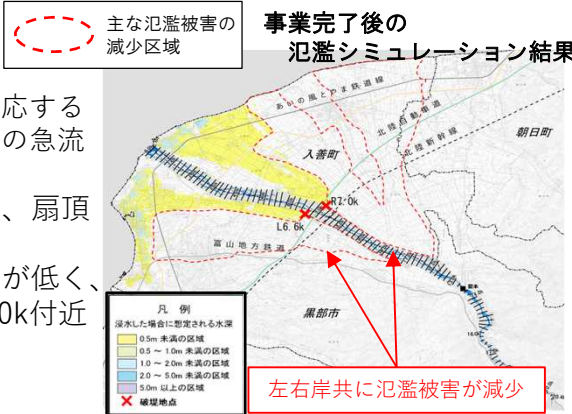 主な氾濫被害の
減少区域
事業完了後の
氾濫シミュレーション結果
応する
の急流
、扇頂
が低く、
0k付近
あいの風とやま鉄道線
北陸自動車道
北陸新幹線
朝日町
入善町
R7.0k
L6.6k
富山地方鉄道
黒部市
凡 例
浸水した場合に想定される水深
0.5m 未満の区域
0.5 ～ 1.0m 未満の区域
1.0 ～ 2.0m 未満の区域
2.0 ～ 5.0m 未満の区域
5.0m 以上の区域
破堤地点
左右岸共に氾濫被害が減少